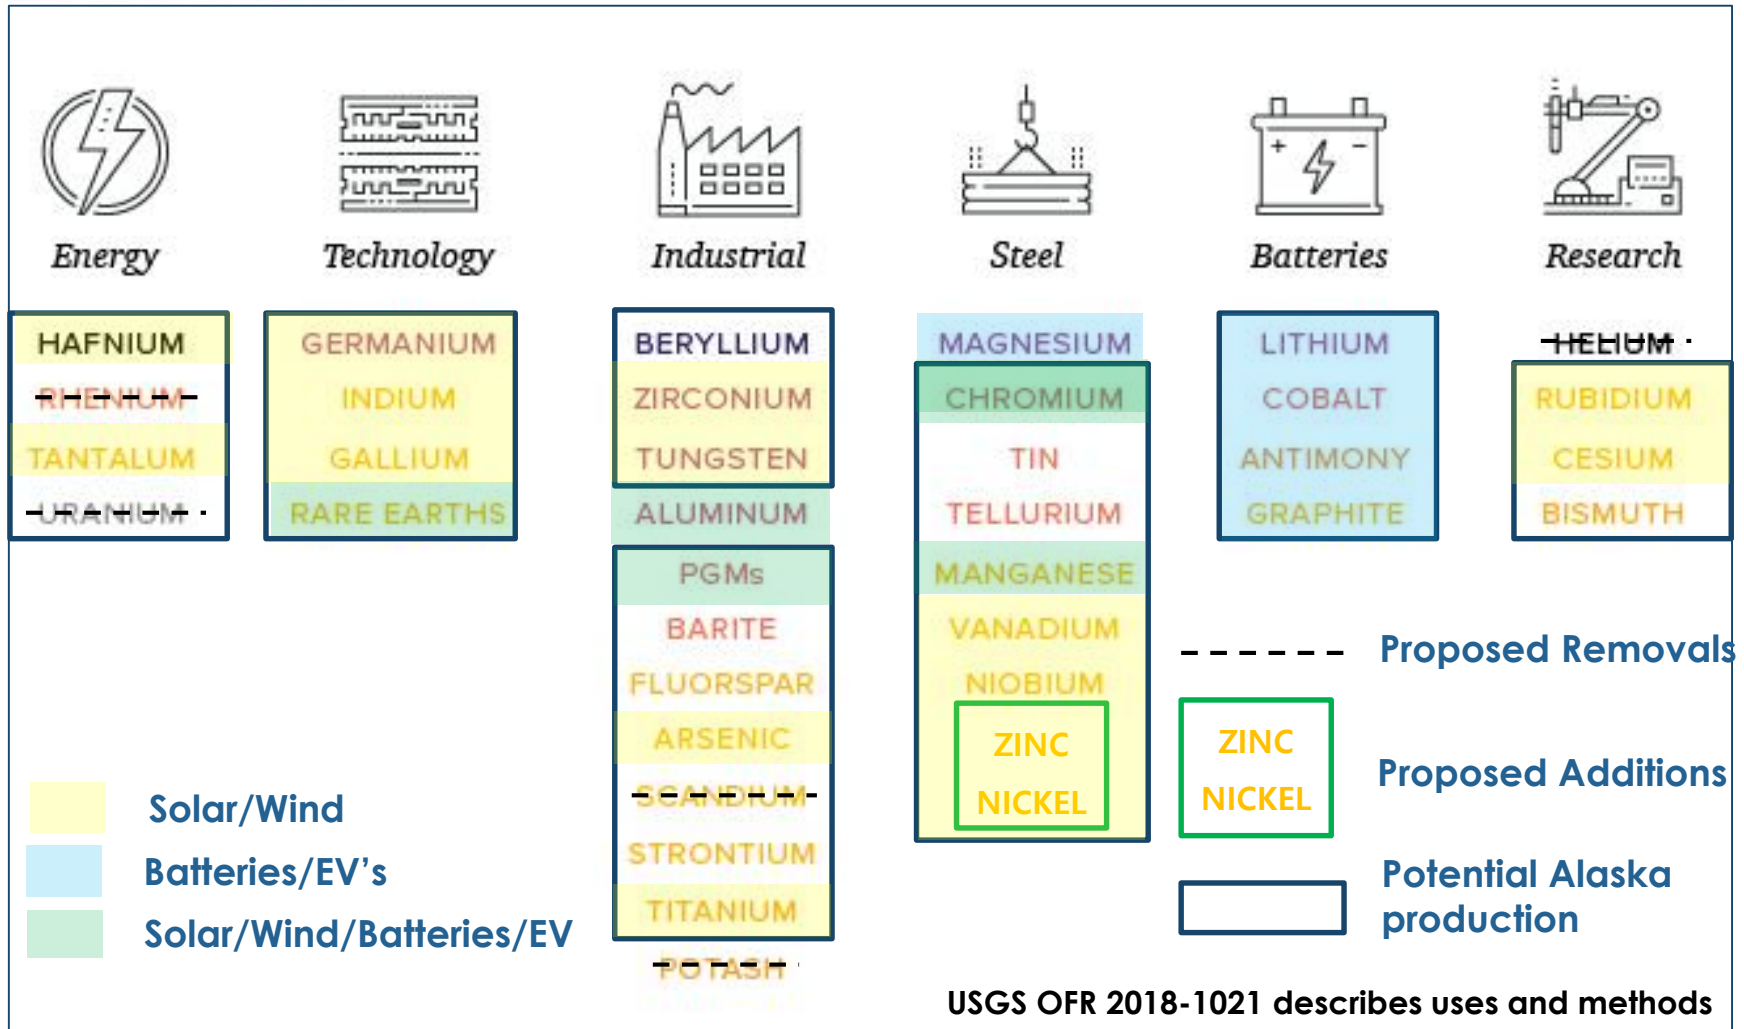 Energy
HAFNIUM
RHENIUM
TANTALUM
URANIUM
Technology
GERMANIUM
INDIUM
GALLIUM
RARE EARTHS
Industrial
BERYLLIUM
ZIRCONIUM
TUNGSTEN
ALUMINUM
PGMs
BARITE
FLUORSPAR
ARSENIC
SCANDIUM
STRONTIUM
TITANIUM
POTASH
Steel
MAGNESIUM
CHROMIUM
TIN
TELLURIUM
MANGANESE
VANADIUM
NIOBIUM
ZINC
NICKEL
Batteries
LITHIUM
COBALT
ANTIMONY
GRAPHITE
Research
HELIUM
RUBIDIUM
CESIUM
BISMUTH
Solar/Wind
Batteries/EV's
Solar/Wind/Batteries/EV
Proposed Removals
ZINC
NICKEL
Proposed Additions
Potential Alaska
production
USGS OFR 2018-1021 describes uses and methods